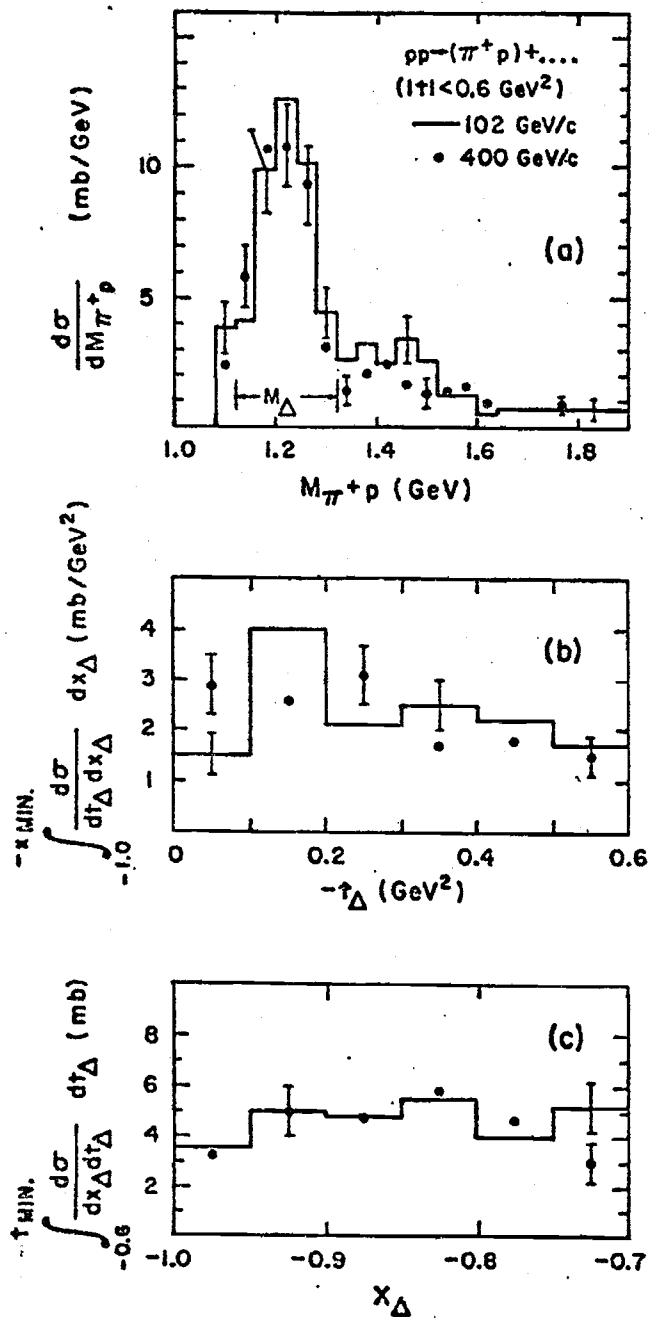 pp→(π⁺p)+....
(|t|<0.6 GeV²)
— 102 GeV/c
• 400 GeV/c
(a)
10
5
dσ/dM_π⁺p (mb/GeV)
M_Δ
1.0 1.2 1.4 1.6 1.8
M_π⁺p (GeV)
(b)
4
3
2
1
∫_{-1.0}^{-x MIN.} dσ/dt_Δ dx_Δ dx_Δ (mb/GeV²)
0 0.2 0.4 0.6
-t_Δ (GeV²)
(c)
8
6
4
2
∫_{-0.6}^{-t MIN.} dσ/dx_Δ dt_Δ dt_Δ (mb)
-1.0 -0.9 -0.8 -0.7
X_Δ